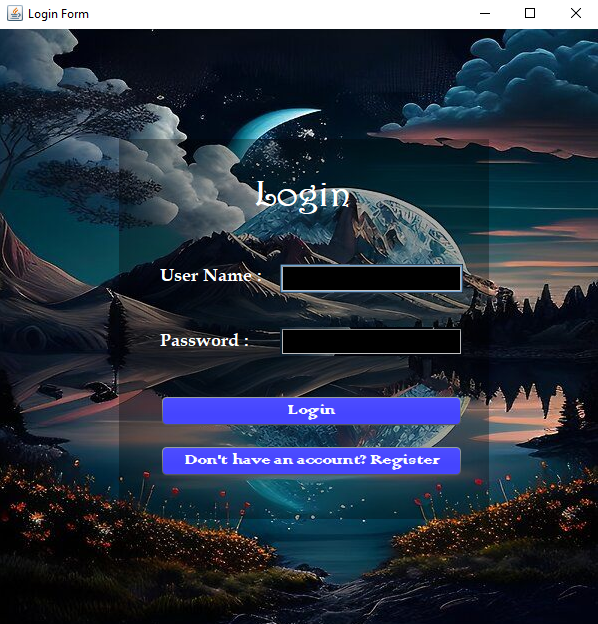 Login Form
Login
User Name :
Password :
Login
Don't have an account? Register